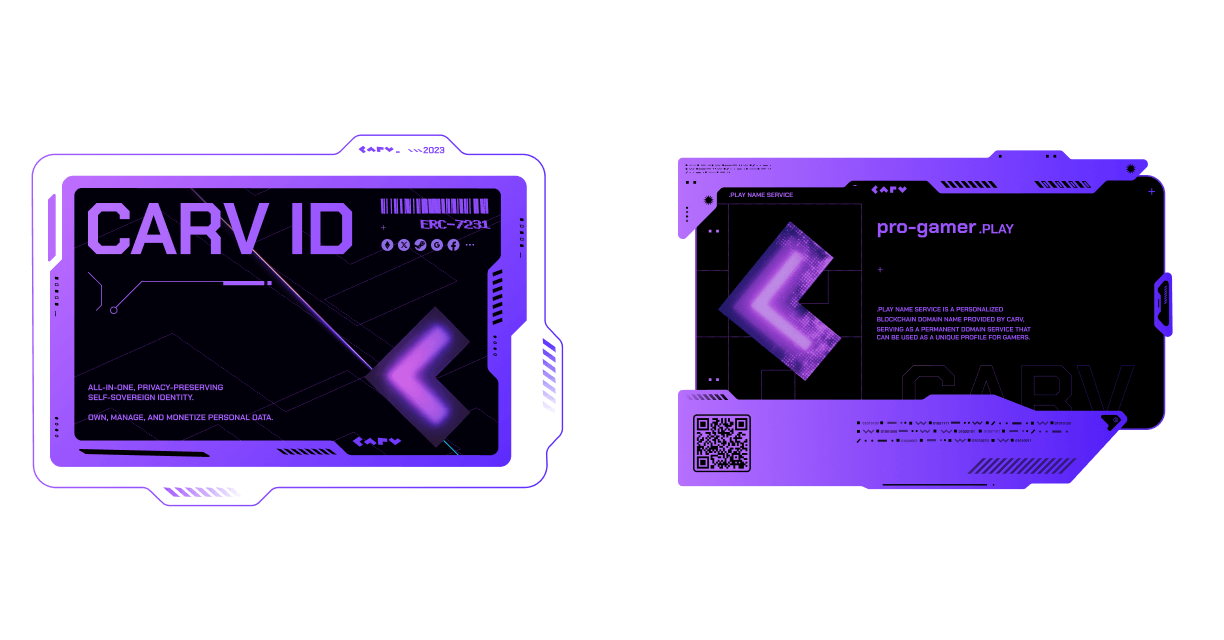 Carv
2023
CARV ID
ERC-7231
ALL-IN-ONE, PRIVACY-PRESERVING
SELF-SOVEREIGN IDENTITY.
OWN, MANAGE, AND MONETIZE PERSONAL DATA.
Carv
.PLAY NAME SERVICE
Carv
pro-gamer .PLAY
.PLAY NAME SERVICE IS A PERSONALIZED
BLOCKCHAIN DOMAIN NAME PROVIDED BY CARV,
SERVING AS A PERMANENT DOMAIN SERVICE THAT
CAN BE USED AS A UNIQUE PROFILE FOR GAMERS.
CARV